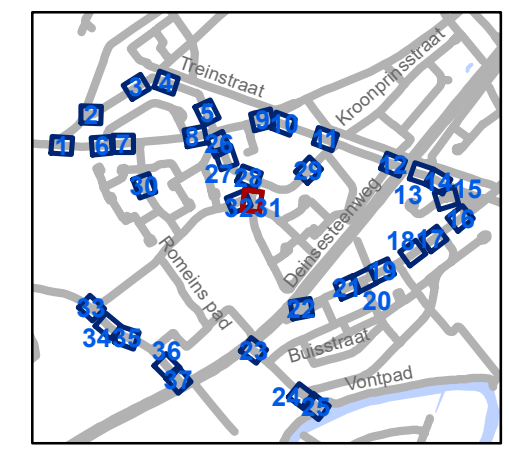 Treinstraat
Kroonprinsstraat
3 4
2 5
9 10
1 6 7 8 26 11
27 28 29 12
30 13 14 15
32 31
16
Deinsesteenweg
18 17
Romeins pad
21 19
20
33 22
34 35
36 23 Buisstraat
37 Vontpad
24 25